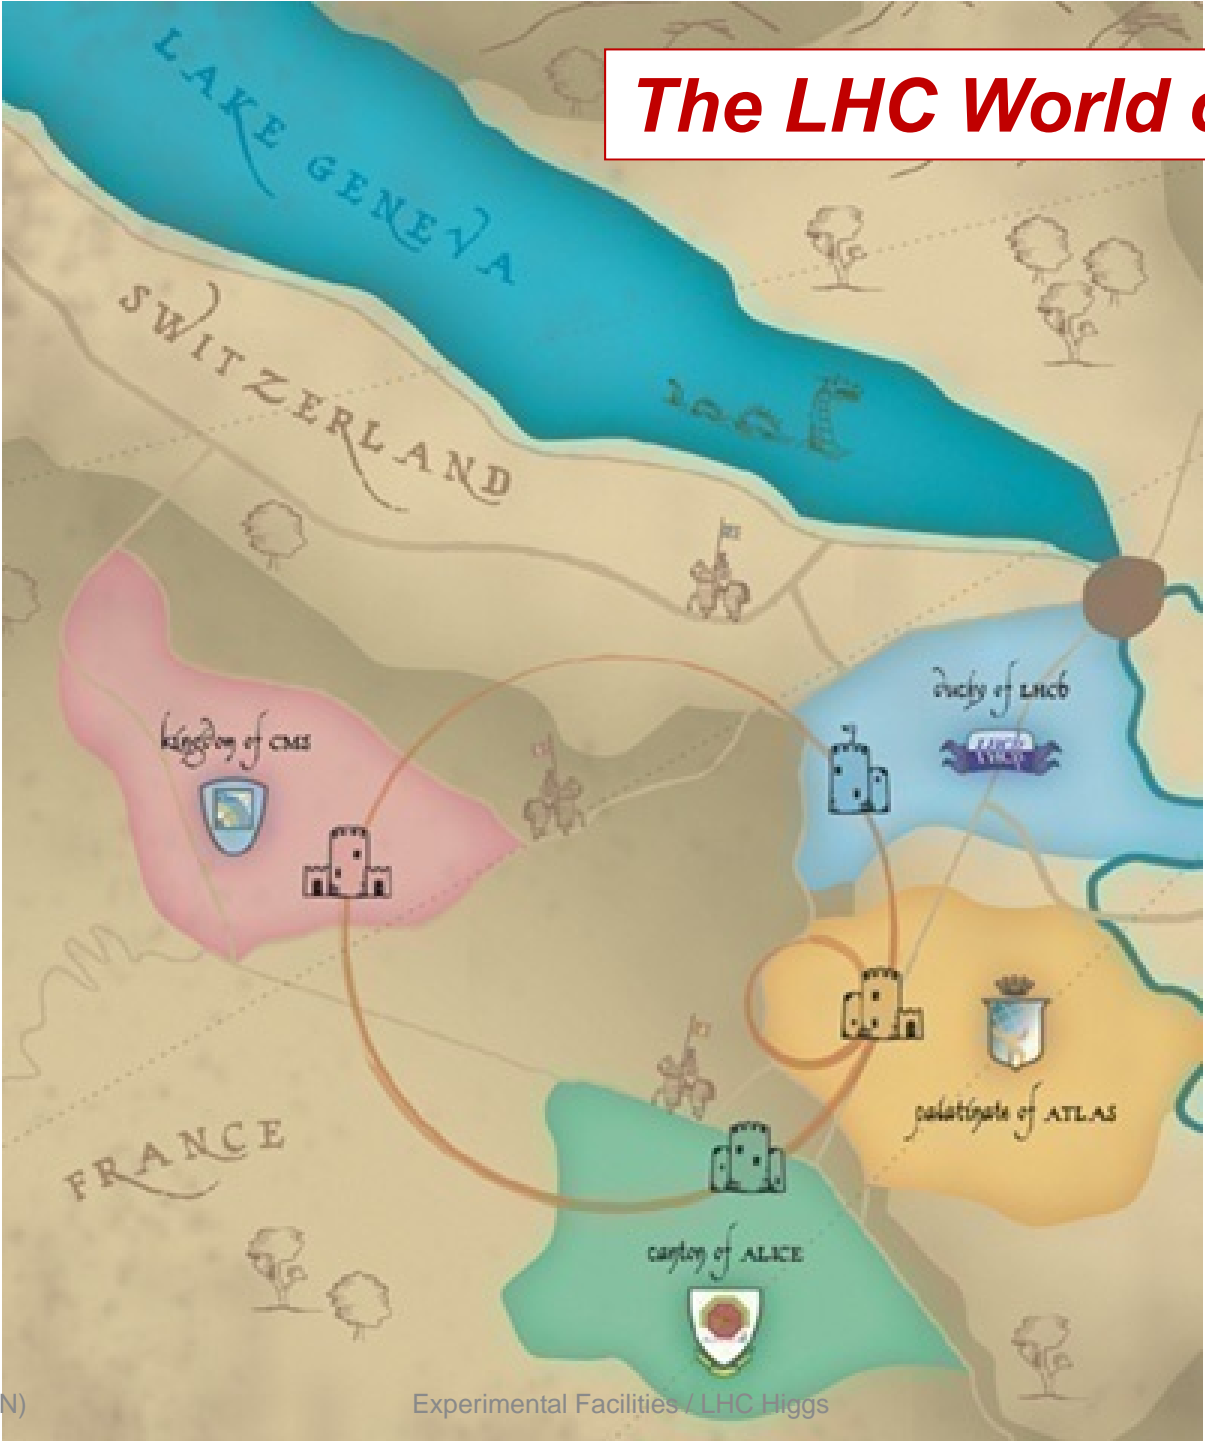 The LHC World o
LAKE GENEVA
SWITZERLAND
duchy of LHCb
kingdom of CMS
palatinate of ATLAS
FRANCE
canton of ALICE
N)
Experimental Facilities / LHC Higgs